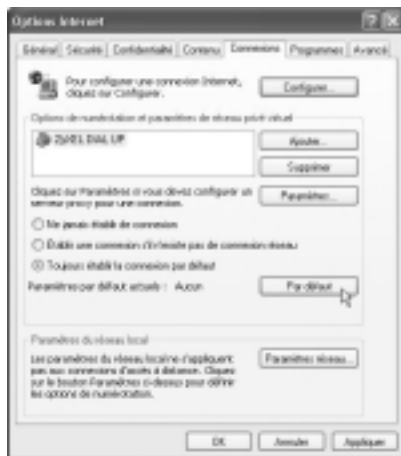 Options Internet
Général Sécurité Confidentialité Contenu Connexions Programmes Avancé
Pour configurer une connexion Internet,
cliquez sur Configurer.
Configurer...
Options de numérotation et paramètres de réseau privé virtuel
DIAL UP
Ajouter...
Supprimer
Cliquez sur Paramètres si vous devez configurer un
serveur proxy pour une connexion.
Paramètres...
Ne jamais établir de connexion
Établir une connexion s'il n'existe pas de connexion réseau
Toujours établir la connexion par défaut
Paramètres par défaut actuels : Aucun
Par défaut
Paramètres du réseau local
Les paramètres du réseau local ne s'appliquent
pas aux connexions d'accès à distance. Cliquez
sur le bouton Paramètres ci-dessus pour définir
les options de numérotation.
Paramètres réseau...
OK Annuler Appliquer